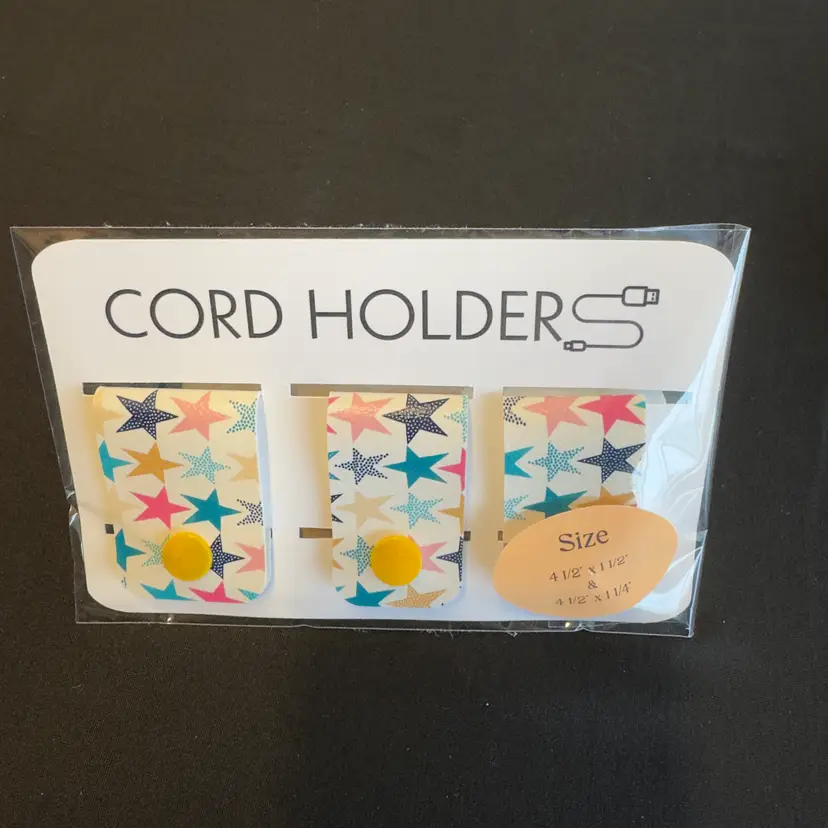 CORD HOLDERS
Size
4 1/2" x 1 1/2"
&
4 1/2" x 1 1/4"